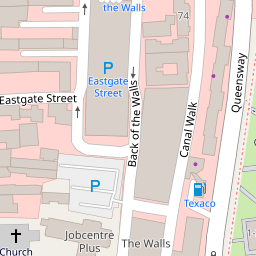 the Walls
74
P
Eastgate
Street
Eastgate Street
Back of the Walls
Canal Walk
Queensway
P
Texaco
Jobcentre
Plus
Church
The Walls